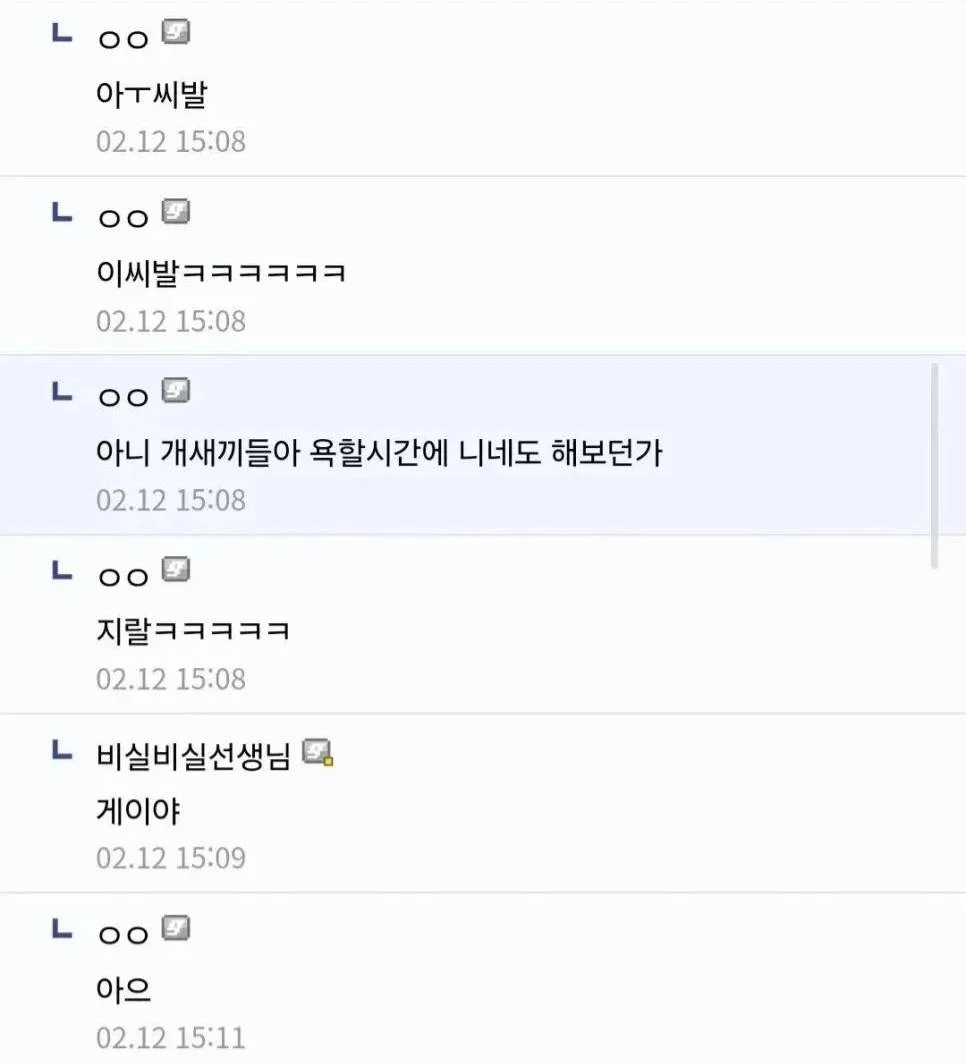 ㄴ ㅇㅇ
아ㅜ씨발
02.12 15:08
ㄴ ㅇㅇ
이씨발ㅋㅋㅋㅋㅋㅋ
02.12 15:08
ㄴ ㅇㅇ
아니 개새끼들아 욕할시간에 니네도 해보던가
02.12 15:08
ㄴ ㅇㅇ
지랄ㅋㅋㅋㅋㅋ
02.12 15:08
ㄴ 비실비실선생님
게이야
02.12 15:09
ㄴ ㅇㅇ
아으
02.12 15:11